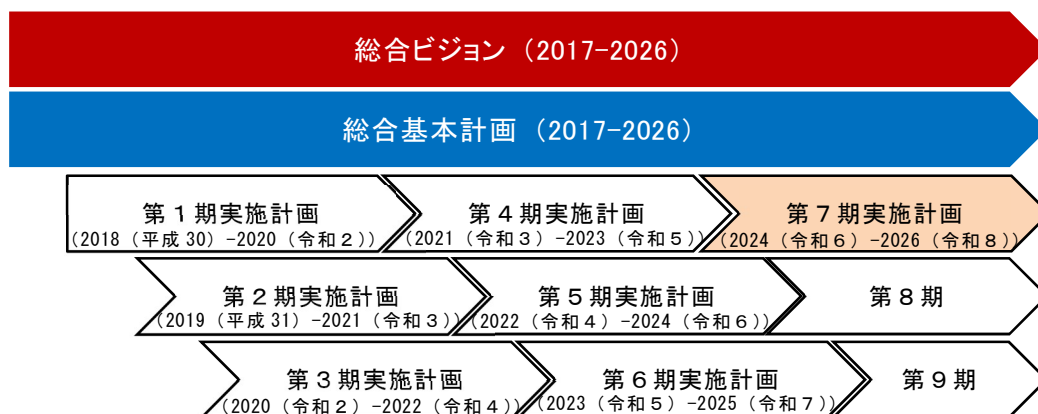 総合ビジョン（2017-2026）
総合基本計画（2017-2026）
第１期実施計画
（2018（平成 30）-2020（令和２））
第４期実施計画
（2021（令和３）-2023（令和５））
第７期実施計画
（2024（令和６）-2026（令和８））
第２期実施計画
（2019（平成 31）-2021（令和３））
第５期実施計画
（2022（令和４）-2024（令和６））
第８期
第３期実施計画
（2020（令和２）-2022（令和４））
第６期実施計画
（2023（令和５）-2025（令和７））
第９期